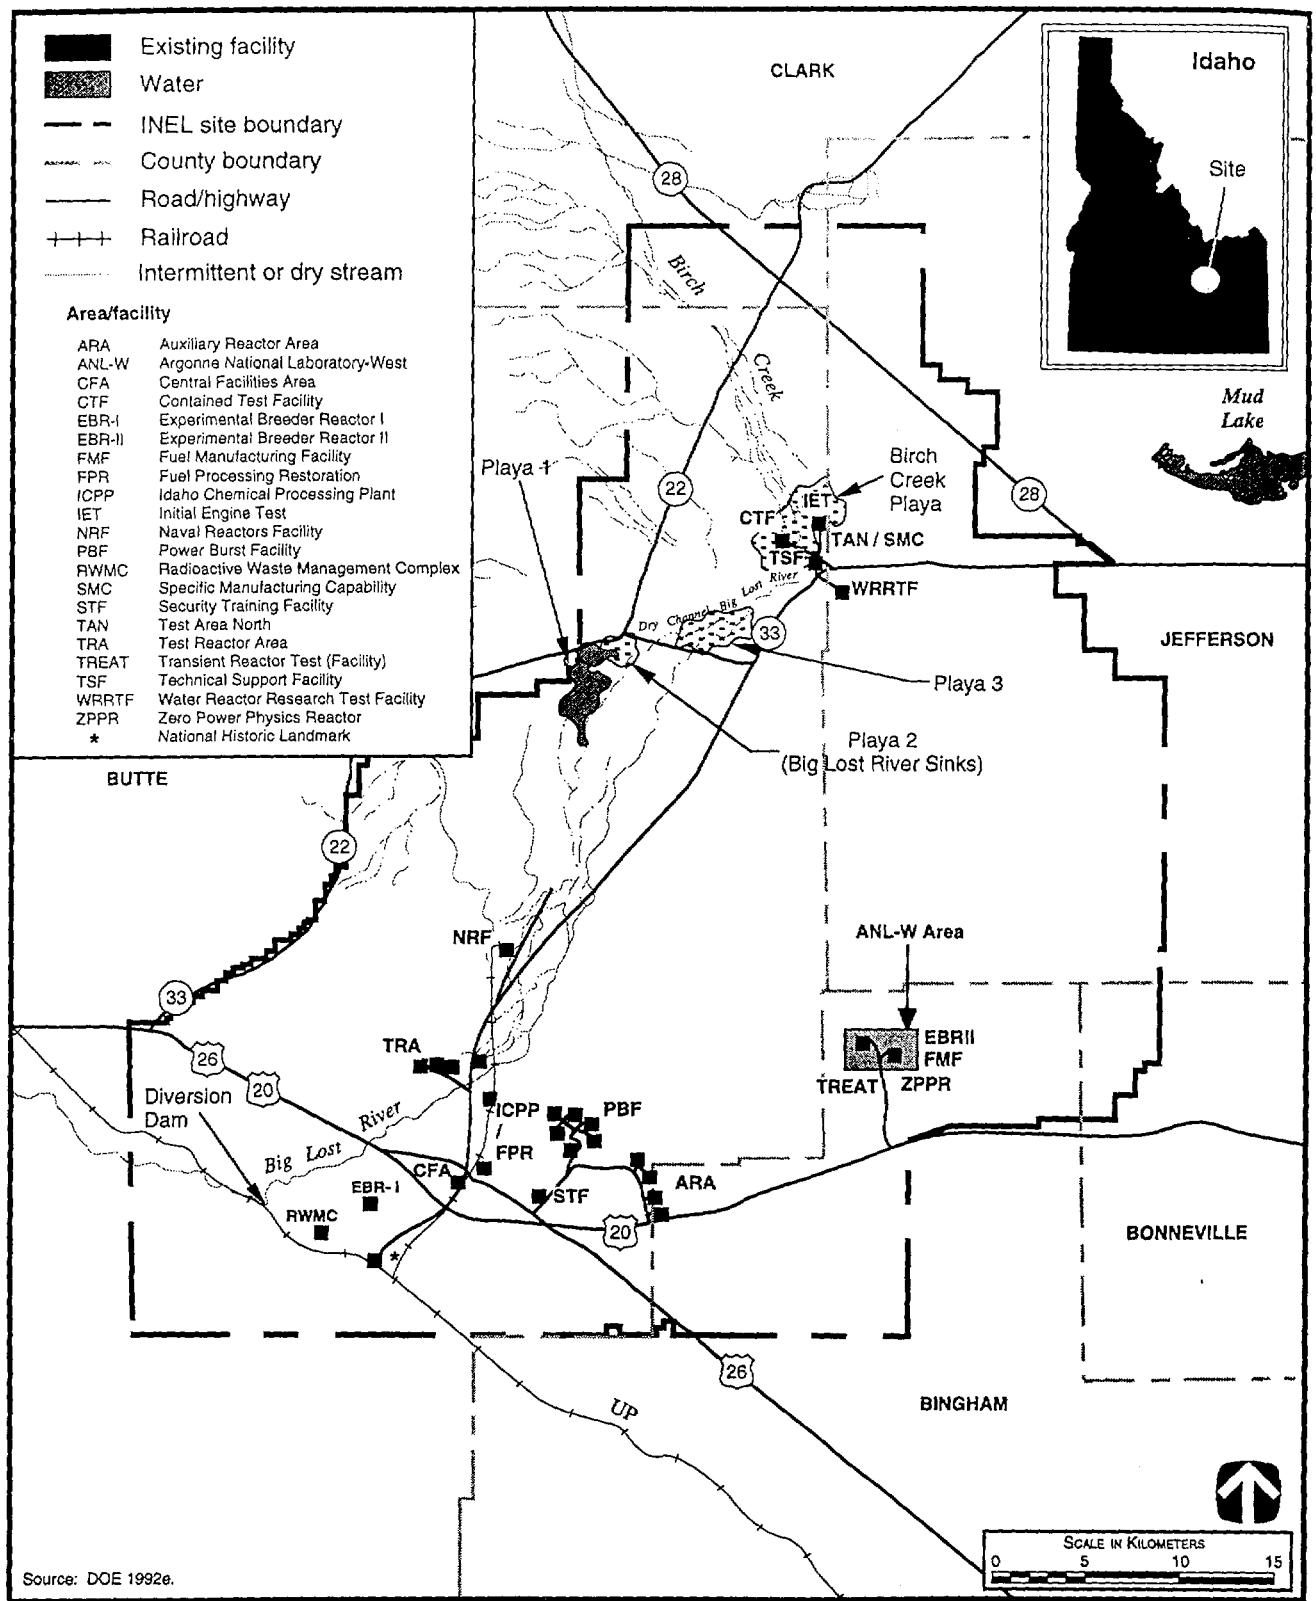 Existing facility
Water
INEL site boundary
County boundary
Road/highway
Railroad
Intermittent or dry stream
Area/facility
ARA Auxiliary Reactor Area
ANL-W Argonne National Laboratory-West
CFA Central Facilities Area
CTF Contained Test Facility
EBR-I Experimental Breeder Reactor I
EBR-II Experimental Breeder Reactor II
FMF Fuel Manufacturing Facility
FPR Fuel Processing Restoration
ICPP Idaho Chemical Processing Plant
IET Initial Engine Test
NRF Naval Reactors Facility
PBF Power Burst Facility
RWMC Radioactive Waste Management Complex
SMC Specific Manufacturing Capability
STF Security Training Facility
TAN Test Area North
TRA Test Reactor Area
TREAT Transient Reactor Test (Facility)
TSF Technical Support Facility
WRRTF Water Reactor Research Test Facility
ZPPR Zero Power Physics Reactor
* National Historic Landmark
CLARK
Idaho
Site
28
Birch
Creek
Mud
Lake
Playa 1
22
Birch
Creek
Playa
28
IET
CTF
TAN / SMC
TSF
WRRTF
Dry Channel Big Lost River
33
JEFFERSON
Playa 3
Playa 2
(Big Lost River Sinks)
BUTTE
22
NRF
ANL-W Area
33
26
20
TRA
EBRII
FMF
TREAT
ZPPR
Diversion
Dam
Big Lost River
ICPP
PBF
FPR
CFA
EBR-I
STF
ARA
RWMC
20
*
BONNEVILLE
26
UP
BINGHAM
SCALE IN KILOMETERS
0 5 10 15
Source: DOE 1992e.